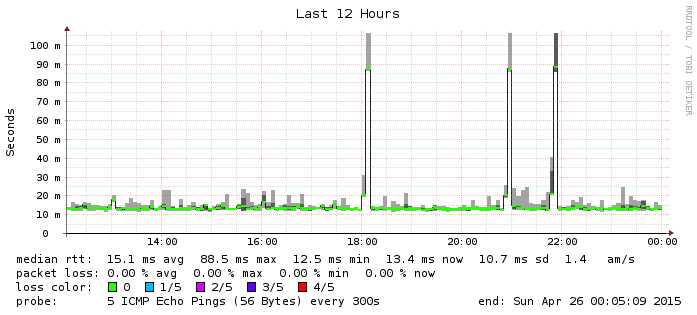 Last 12 Hours
RRDTOOL / TOBI OETIKER
Seconds
100 m
90 m
80 m
70 m
60 m
50 m
40 m
30 m
20 m
10 m
0
14:00 16:00 18:00 20:00 22:00 00:00
median rtt: 15.1 ms avg 88.5 ms max 12.5 ms min 13.4 ms now 10.7 ms sd 1.4 am/s
packet loss: 0.00 % avg 0.00 % max 0.00 % min 0.00 % now
loss color: 0 1/5 2/5 3/5 4/5
probe: 5 ICMP Echo Pings (56 Bytes) every 300s end: Sun Apr 26 00:05:09 2015